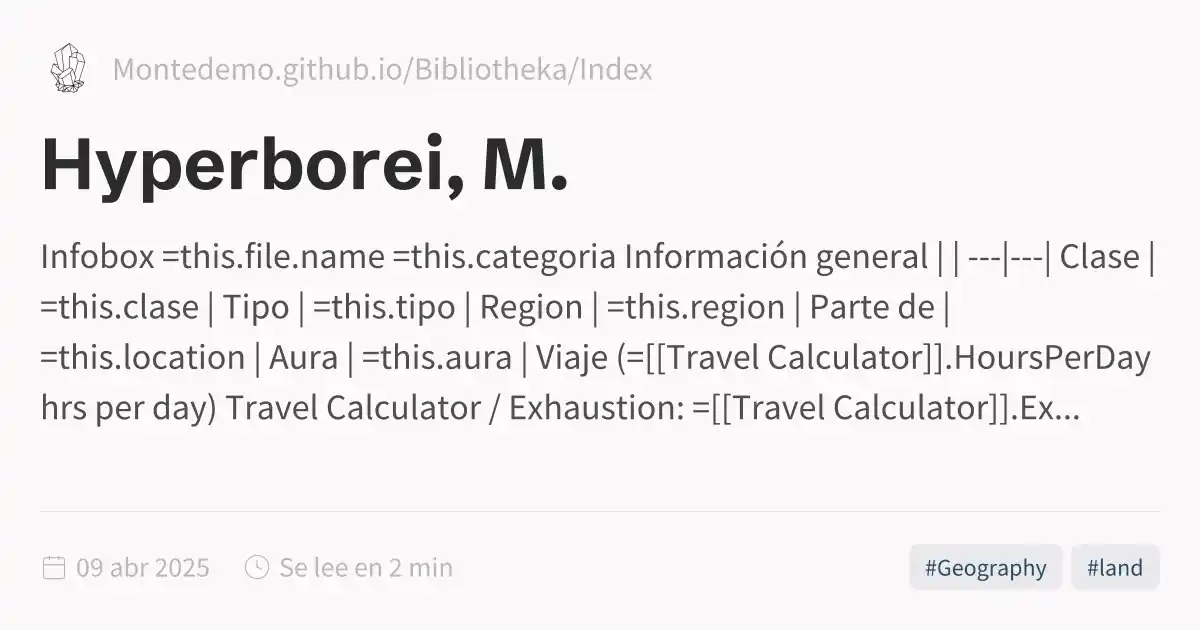 Montedemo.github.io/Bibliotheka/Index
Hyperborei, M.
Infobox =this.file.name =this.categoria Información general | | ---|---| Clase |
=this.clase | Tipo | =this.tipo | Region | =this.region | Parte de |
=this.location | Aura | =this.aura | Viaje (=[[Travel Calculator]].HoursPerDay
hrs per day) Travel Calculator / Exhaustion: =[[Travel Calculator]].Ex...
09 abr 2025 Se lee en 2 min #Geography #land